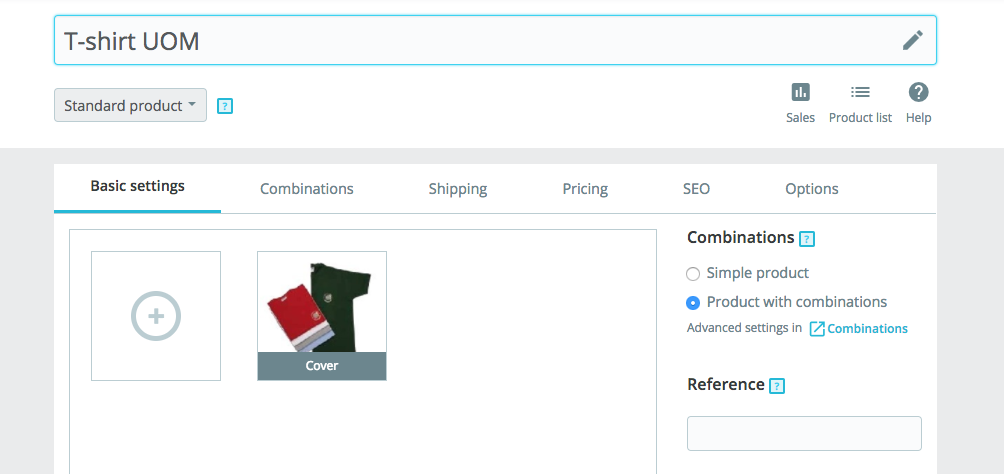 T-shirt UOM
Standard product
?
Sales
Product list
?
Help
Basic settings
Combinations
Shipping
Pricing
SEO
Options
Cover
Combinations ?
Simple product
Product with combinations
Advanced settings in Combinations
Reference ?